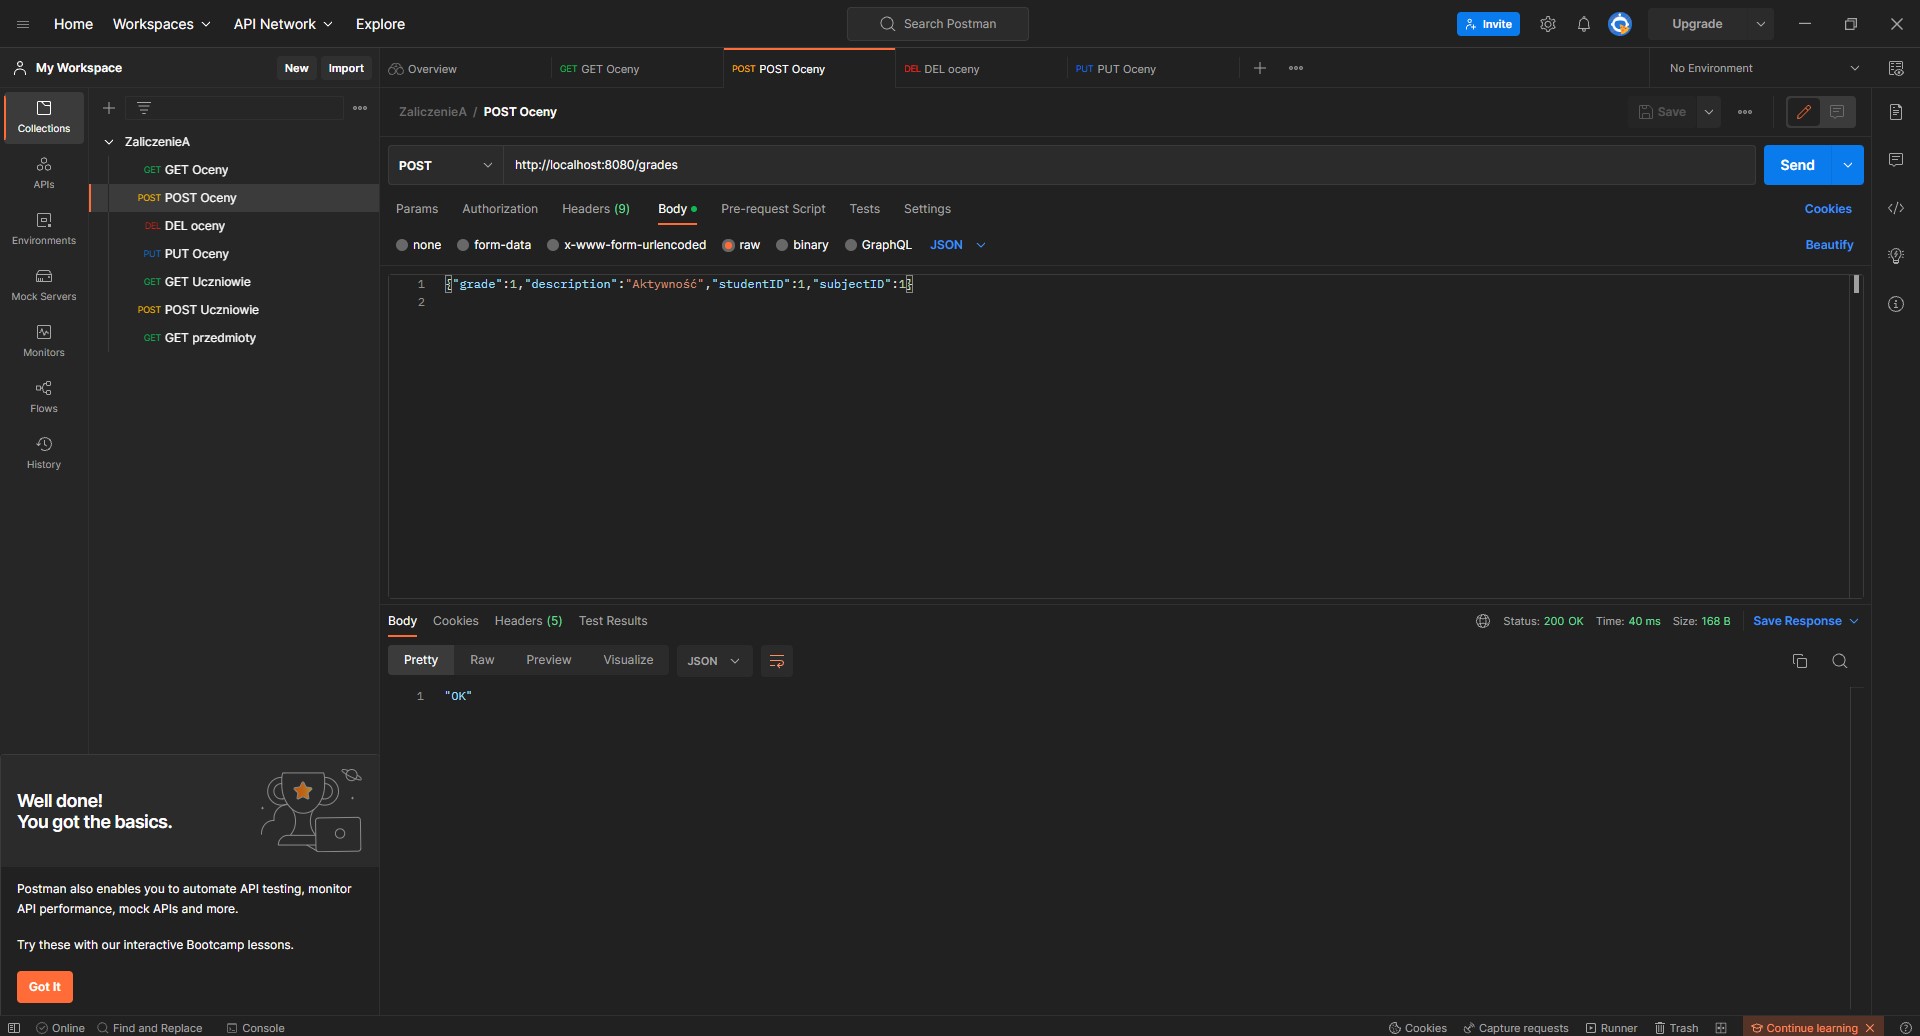 Home Workspaces API Network Explore Search Postman Invite Upgrade
My Workspace New Import Overview GET GET Oceny POST POST Oceny DEL DEL oceny PUT PUT Oceny No Environment
ZaliczenieA / POST Oceny Save
Collections
APIs
Environments
Mock Servers
Monitors
Flows
History
ZaliczenieA
GET GET Oceny
POST POST Oceny
DEL DEL oceny
PUT PUT Oceny
GET GET Uczniowie
POST POST Uczniowie
GET GET przedmioty
POST http://localhost:8080/grades Send
Params Authorization Headers (9) Body Pre-request Script Tests Settings Cookies
none form-data x-www-form-urlencoded raw binary GraphQL JSON Beautify
1 {"grade":1,"description":"Aktywność","studentID":1,"subjectID":1}
2
Body Cookies Headers (5) Test Results Status: 200 OK Time: 40 ms Size: 168 B Save Response
Pretty Raw Preview Visualize JSON
1 "OK"
Well done!
You got the basics.
Postman also enables you to automate API testing, monitor
API performance, mock APIs and more.
Try these with our interactive Bootcamp lessons.
Got It
Online Find and Replace Console Cookies Capture requests Runner Trash Continue learning